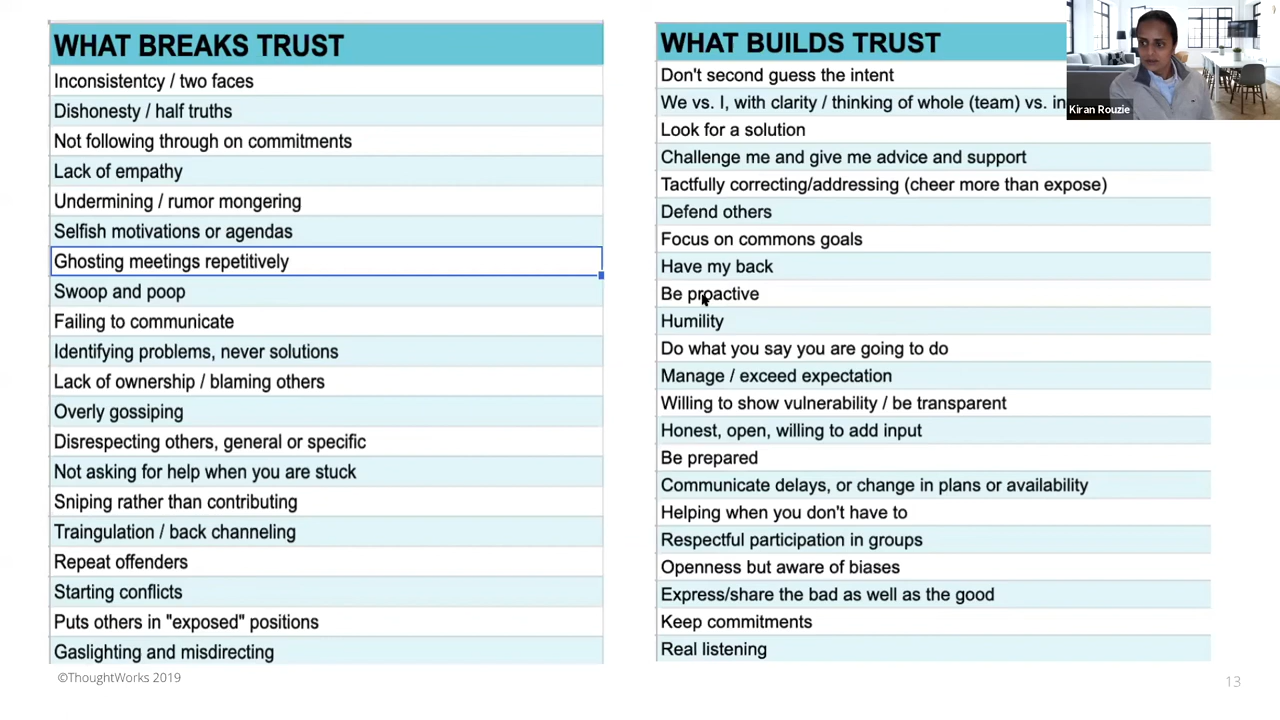 WHAT BREAKS TRUST
Inconsistentcy / two faces
Dishonesty / half truths
Not following through on commitments
Lack of empathy
Undermining / rumor mongering
Selfish motivations or agendas
Ghosting meetings repetitively
Swoop and poop
Failing to communicate
Identifying problems, never solutions
Lack of ownership / blaming others
Overly gossiping
Disrespecting others, general or specific
Not asking for help when you are stuck
Sniping rather than contributing
Traingulation / back channeling
Repeat offenders
Starting conflicts
Puts others in "exposed" positions
Gaslighting and misdirecting
WHAT BUILDS TRUST
Don't second guess the intent
We vs. I, with clarity / thinking of whole (team) vs. in
Look for a solution
Challenge me and give me advice and support
Tactfully correcting/addressing (cheer more than expose)
Defend others
Focus on commons goals
Have my back
Be proactive
Humility
Do what you say you are going to do
Manage / exceed expectation
Willing to show vulnerability / be transparent
Honest, open, willing to add input
Be prepared
Communicate delays, or change in plans or availability
Helping when you don't have to
Respectful participation in groups
Openness but aware of biases
Express/share the bad as well as the good
Keep commitments
Real listening
Kiran Rouzie
©ThoughtWorks 2019
13